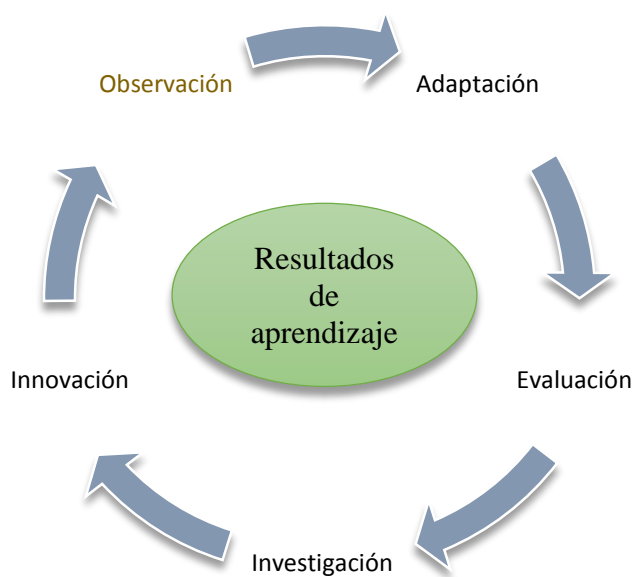 Observación
Adaptación
Resultados
de
aprendizaje
Innovación
Evaluación
Investigación